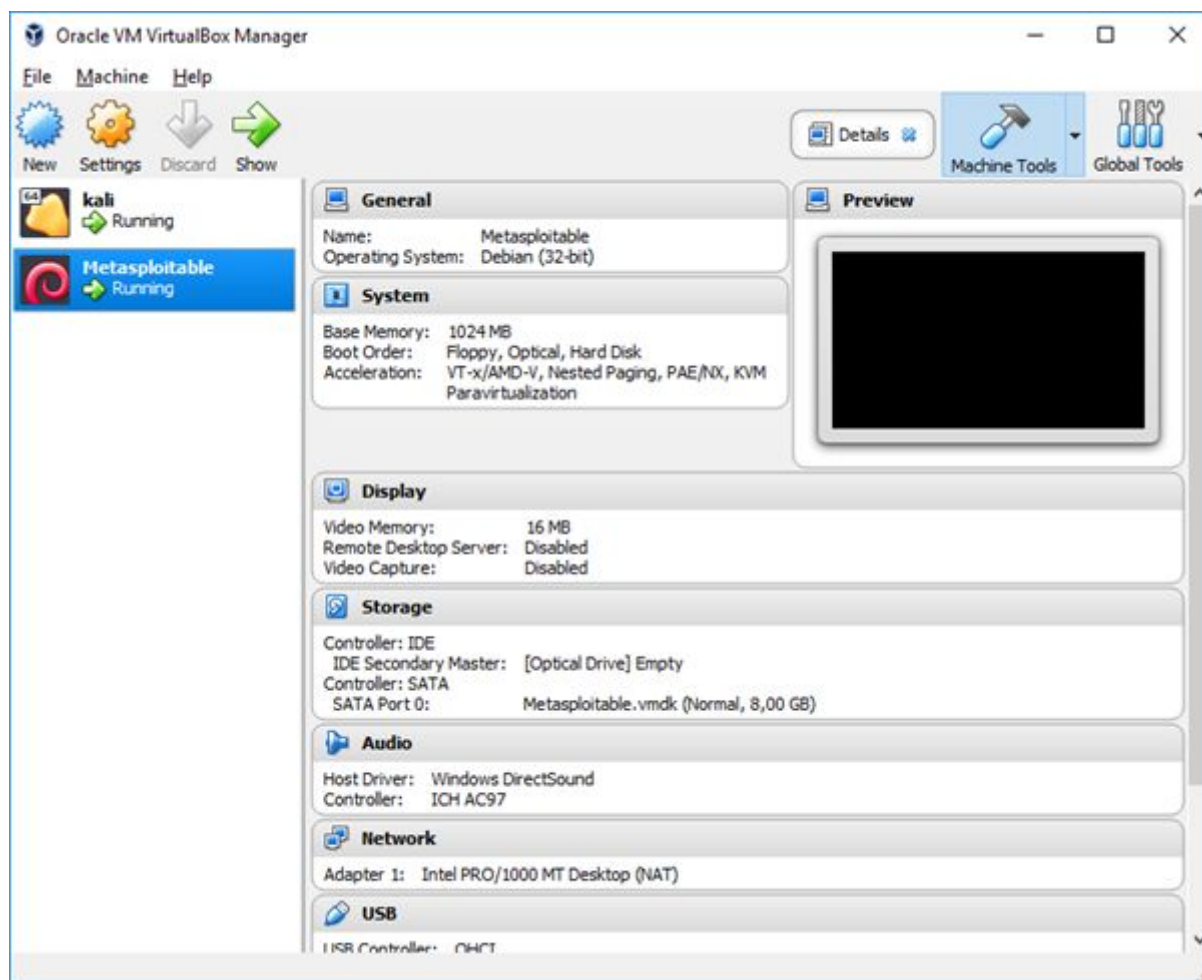 Oracle VM VirtualBox Manager
File Machine Help
New Settings Discard Show
Details
Machine Tools
Global Tools
64
kali
Running
Metasploitable
Running
General
Name: Metasploitable
Operating System: Debian (32-bit)
Preview
System
Base Memory: 1024 MB
Boot Order: Floppy, Optical, Hard Disk
Acceleration: VT-x/AMD-V, Nested Paging, PAE/NX, KVM
Paravirtualization
Display
Video Memory: 16 MB
Remote Desktop Server: Disabled
Video Capture: Disabled
Storage
Controller: IDE
IDE Secondary Master: [Optical Drive] Empty
Controller: SATA
SATA Port 0: Metasploitable.vmdk (Normal, 8,00 GB)
Audio
Host Driver: Windows DirectSound
Controller: ICH AC97
Network
Adapter 1: Intel PRO/1000 MT Desktop (NAT)
USB
USB Controller: OHCI